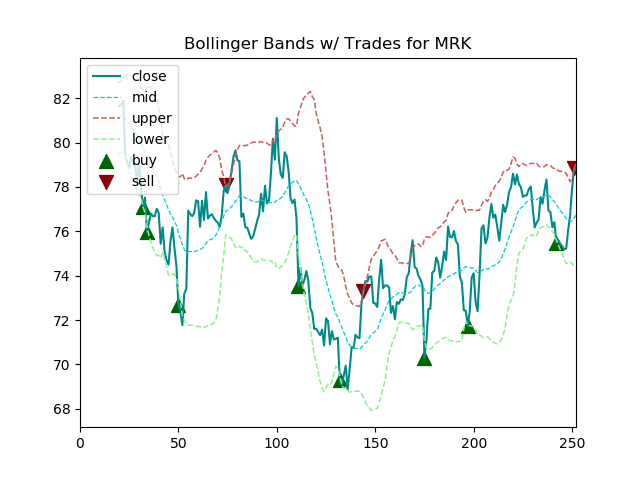 Bollinger Bands w/ Trades for MRK
close
mid
upper
lower
buy
sell
82
80
78
76
74
72
70
68
0 50 100 150 200 250